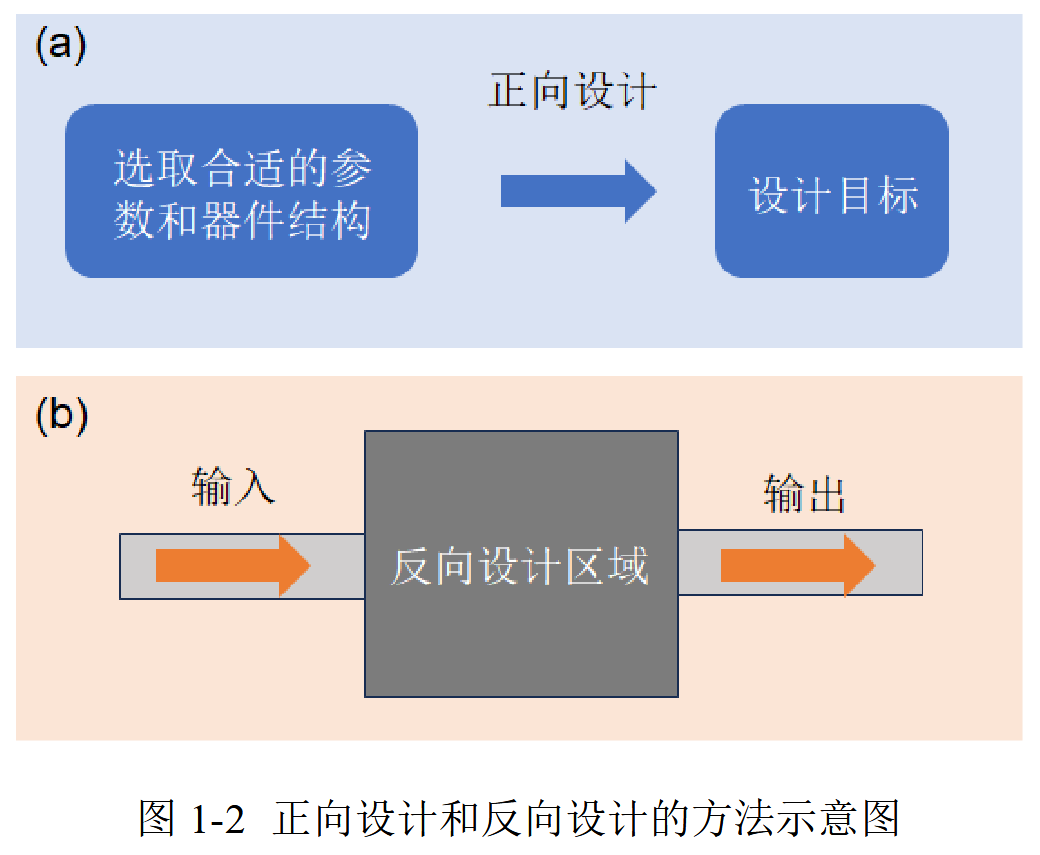 (a)
正向设计
选取合适的参
数和器件结构
设计目标
(b)
输入
反向设计区域
输出
图 1-2 正向设计和反向设计的方法示意图